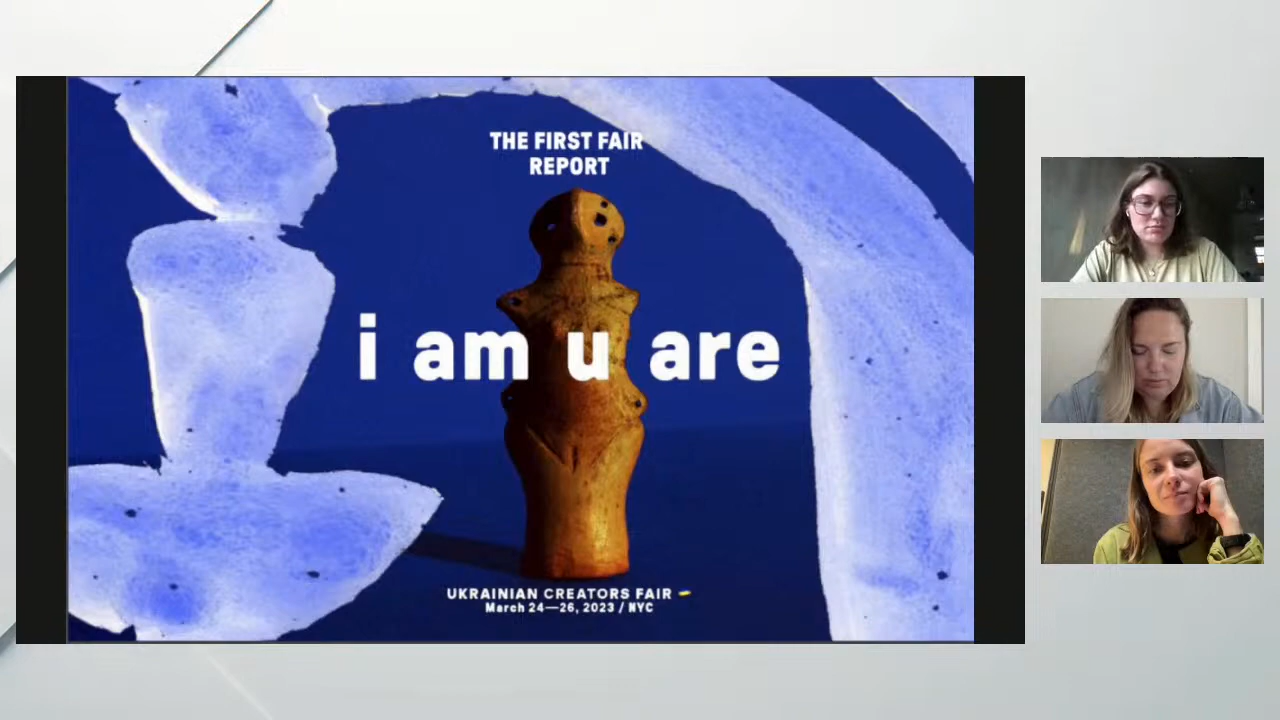 THE FIRST FAIR
REPORT
i am u are
UKRAINIAN CREATORS FAIR
March 24—26, 2023 / NYC